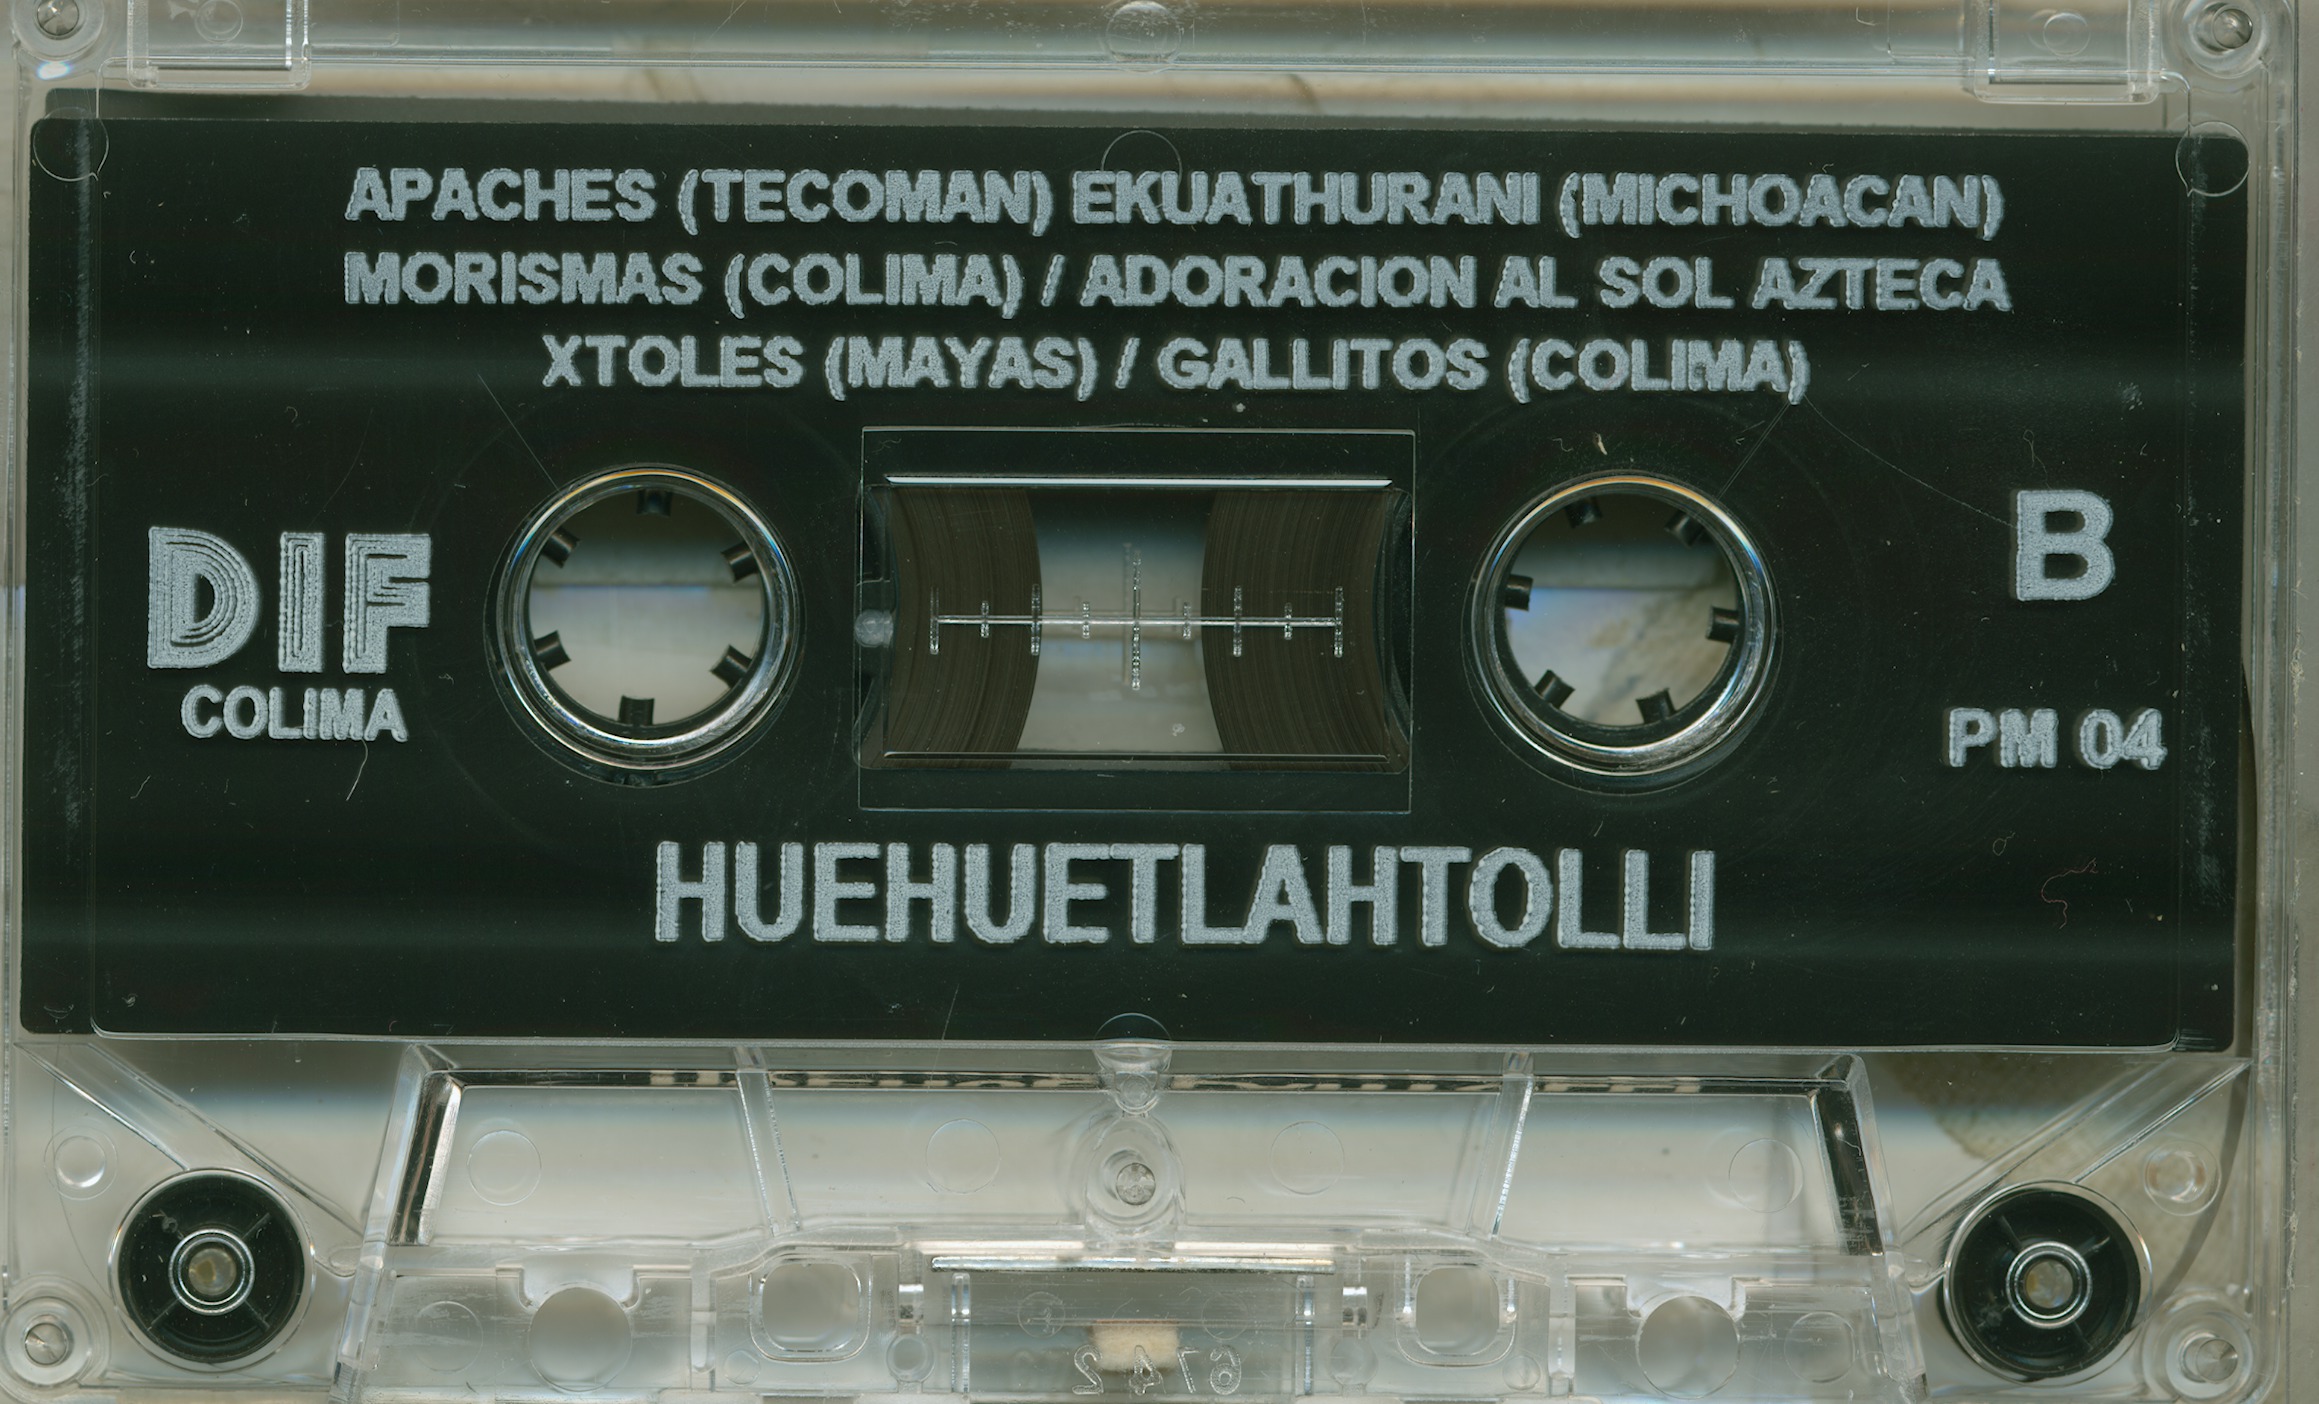 APACHES (TECOMAN) EKUATHURANI (MICHOACAN)
MORISMAS (COLIMA) / ADORACION AL SOL AZTECA
XTOLES (MAYAS) / GALLITOS (COLIMA)
DIF
COLIMA
B
PM 04
HUEHUETLAHTOLLI
6742